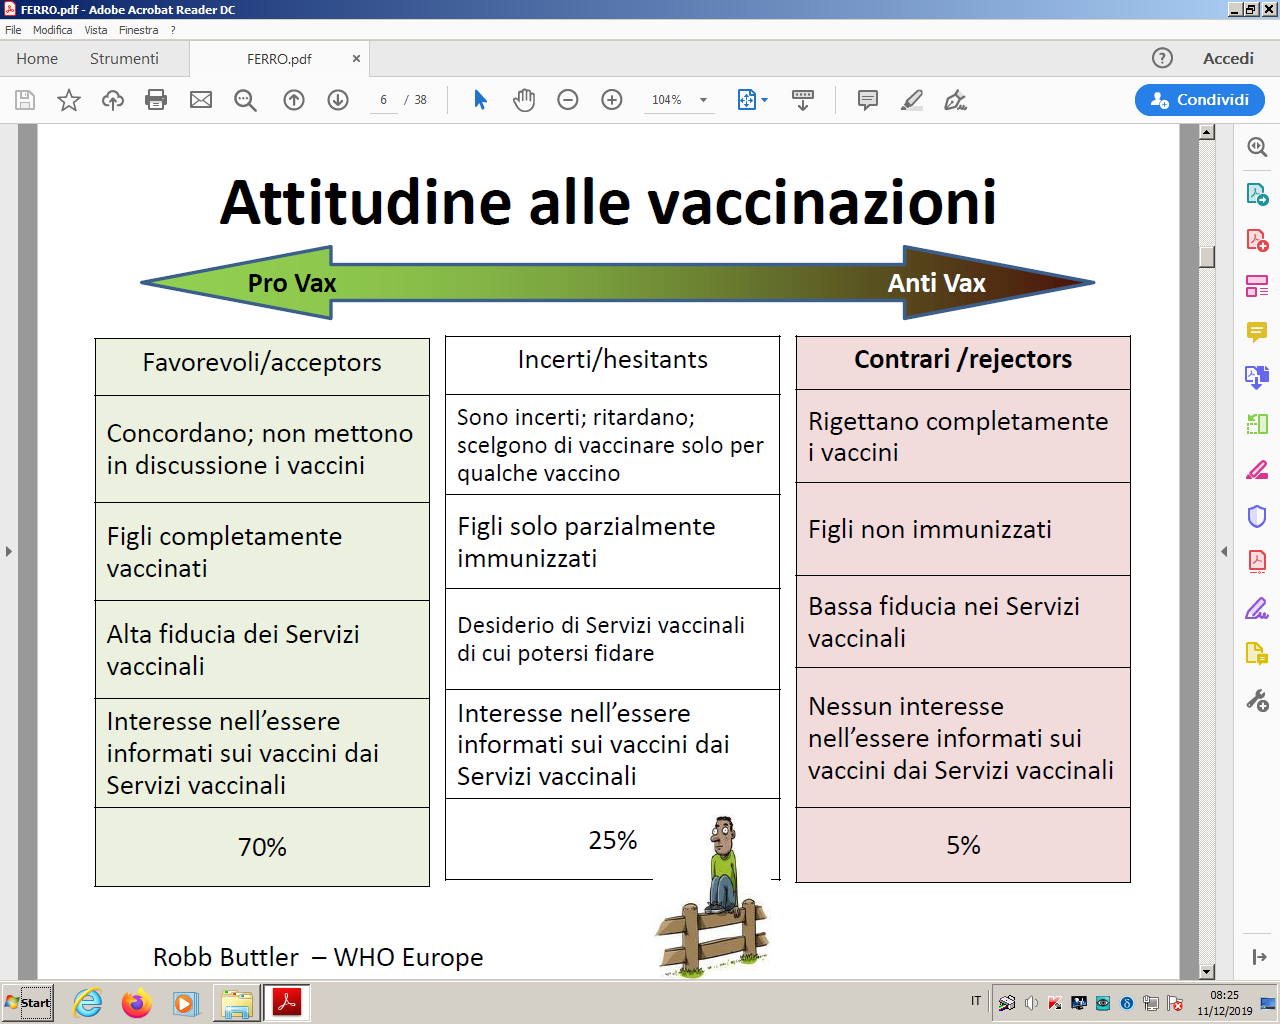 FERRO.pdf - Adobe Acrobat Reader DC
File Modifica Vista Finestra ?
Home Strumenti FERRO.pdf Accedi
6 / 38 104% Condividi
Attitudine alle vaccinazioni
Pro Vax Anti Vax
Favorevoli/acceptors
Concordano; non mettono
in discussione i vaccini
Figli completamente
vaccinati
Alta fiducia dei Servizi
vaccinali
Interesse nell’essere
informati sui vaccini dai
Servizi vaccinali
70%
Incerti/hesitants
Sono incerti; ritardano;
scelgono di vaccinare solo per
qualche vaccino
Figli solo parzialmente
immunizzati
Desiderio di Servizi vaccinali
di cui potersi fidare
Interesse nell’essere
informati sui vaccini dai
Servizi vaccinali
25%
Contrari /rejectors
Rigettano completamente
i vaccini
Figli non immunizzati
Bassa fiducia nei Servizi
vaccinali
Nessun interesse
nell’essere informati sui
vaccini dai Servizi vaccinali
5%
Robb Buttler – WHO Europe
Start IT 08:25
11/12/2019